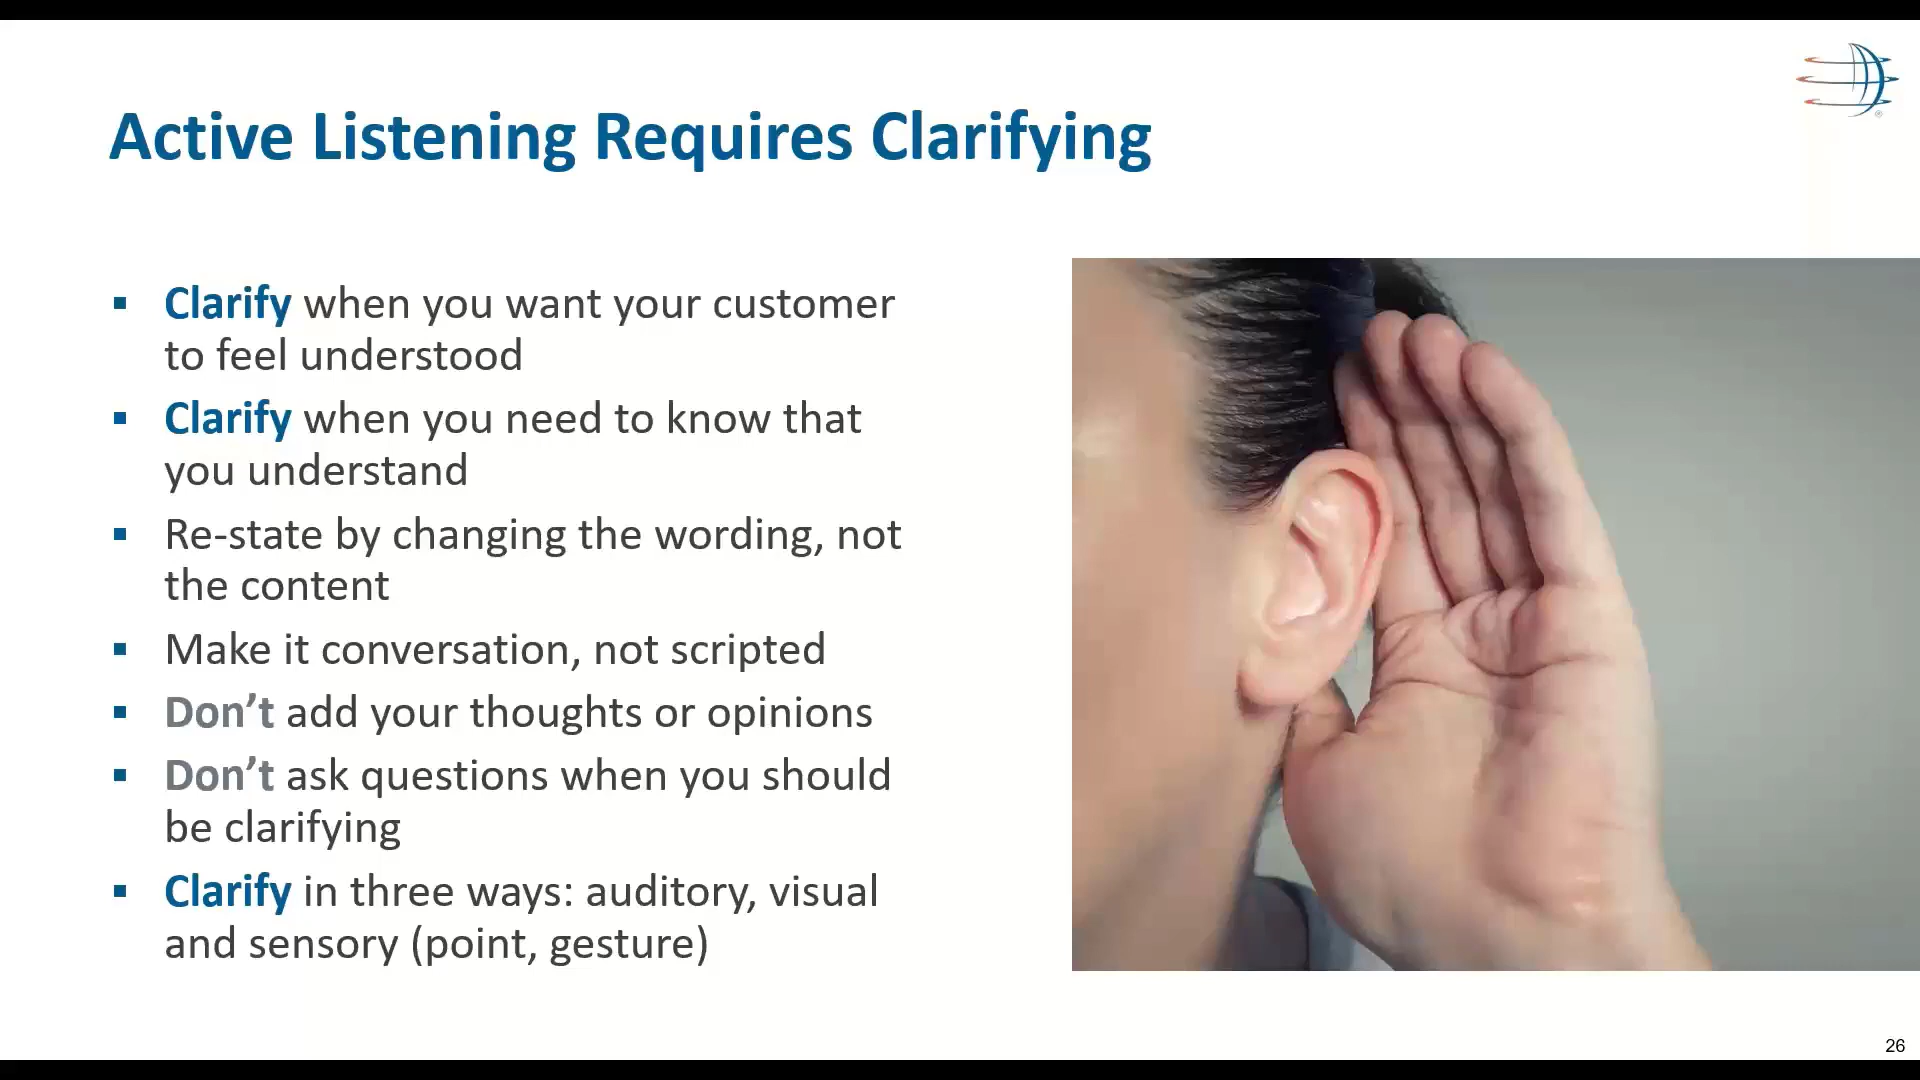 Active Listening Requires Clarifying
▪ Clarify when you want your customer
to feel understood
▪ Clarify when you need to know that
you understand
▪ Re-state by changing the wording, not
the content
▪ Make it conversation, not scripted
▪ Don’t add your thoughts or opinions
▪ Don’t ask questions when you should
be clarifying
▪ Clarify in three ways: auditory, visual
and sensory (point, gesture)
®
26